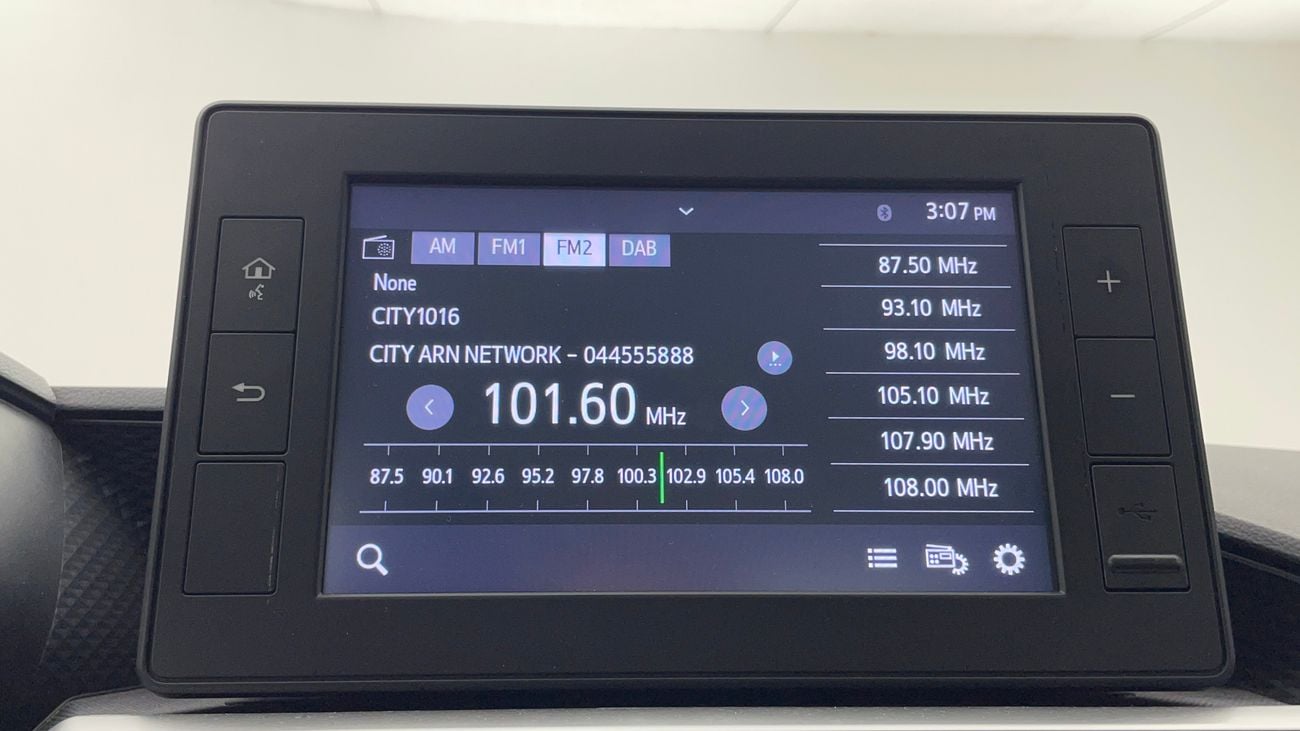 3:07 PM
AM FM1 FM2 DAB
None
CITY1016
CITY ARN NETWORK - 044555888
101.60 MHz
87.5 90.1 92.6 95.2 97.8 100.3 102.9 105.4 108.0
87.50 MHz
93.10 MHz
98.10 MHz
105.10 MHz
107.90 MHz
108.00 MHz
+
−